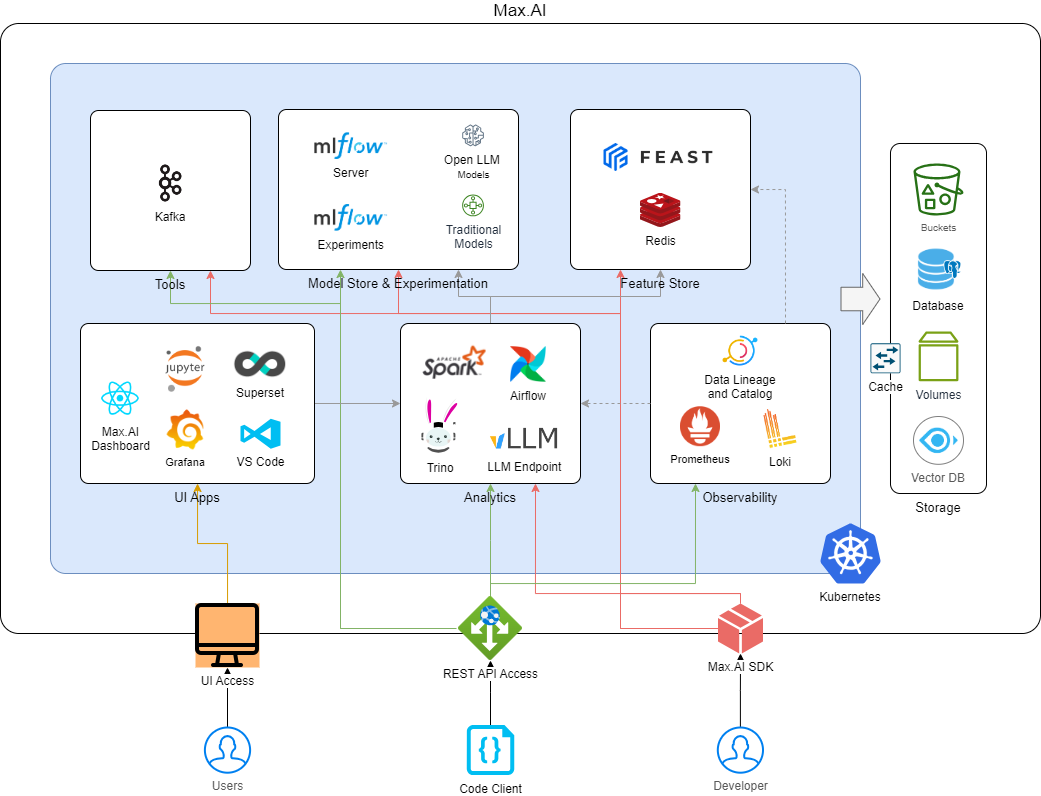 Max.AI
Kafka
Tools
mlflow
Server
mlflow
Experiments
Open LLM
Models
Traditional
Models
Model Store & Experimentation
FEAST
Redis
Feature Store
Buckets
Database
Cache
Volumes
Vector DB
Storage
Max.AI
Dashboard
jupyter
Superset
Grafana
VS Code
UI Apps
APACHE
Spark
Airflow
Trino
vLLM
LLM Endpoint
Analytics
Data Lineage
and Catalog
Prometheus
Loki
Observability
Kubernetes
UI Access
REST API Access
Max.AI SDK
Users
{}
Code Client
Developer